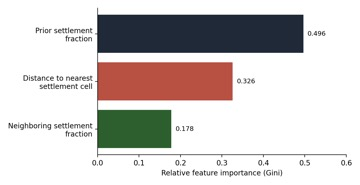 Prior settlement
fraction
0.496
Distance to nearest
settlement cell
0.326
Neighboring settlement
fraction
0.178
0.0 0.1 0.2 0.3 0.4 0.5 0.6
Relative feature importance (Gini)